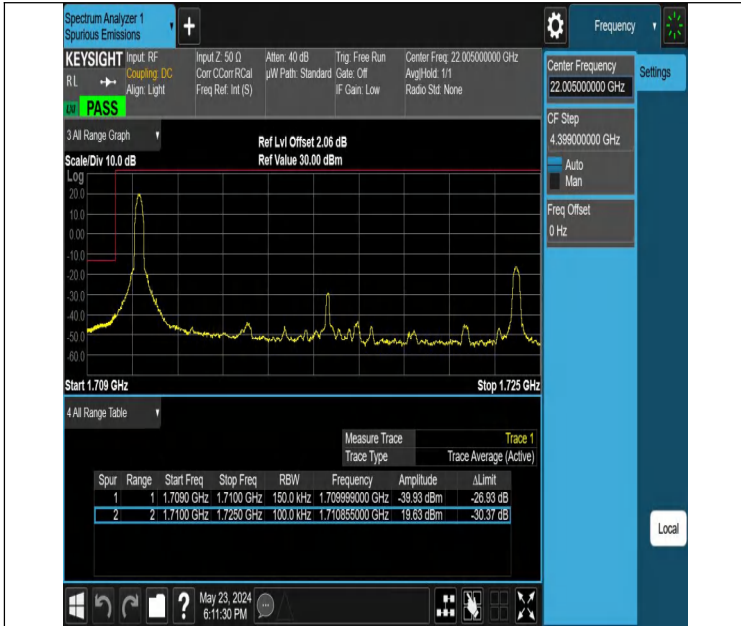 Spectrum Analyzer 1
Spurious Emissions
Frequency
KEYSIGHT
RL
PASS
Input: RF
Coupling: DC
Align: Light
Input Z: 50 Ω
Corr CCorr RCal
Freq Ref: Int (S)
Atten: 40 dB
µW Path: Standard
Trig: Free Run
Gate: Off
IF Gain: Low
Center Freq: 22.005000000 GHz
Avg|Hold: 1/1
Radio Std: None
Center Frequency
22.005000000 GHz
Settings
CF Step
4.399000000 GHz
Auto
Man
Freq Offset
0 Hz
3 All Range Graph
Scale/Div 10.0 dB
Ref Lvl Offset 2.06 dB
Ref Value 30.00 dBm
Log
20.0
10.0
0.00
-10.0
-20.0
-30.0
-40.0
-50.0
-60.0
Start 1.709 GHz
Stop 1.725 GHz
4 All Range Table
Measure Trace Trace 1
Trace Type Trace Average (Active)
Spur Range Start Freq Stop Freq RBW Frequency Amplitude ΔLimit
1 1 1.7090 GHz 1.7100 GHz 150.0 kHz 1.709999000 GHz -39.93 dBm -26.93 dB
2 2 1.7100 GHz 1.7250 GHz 100.0 kHz 1.710855000 GHz 19.63 dBm -30.37 dB
Local
?
May 23, 2024
6:11:30 PM